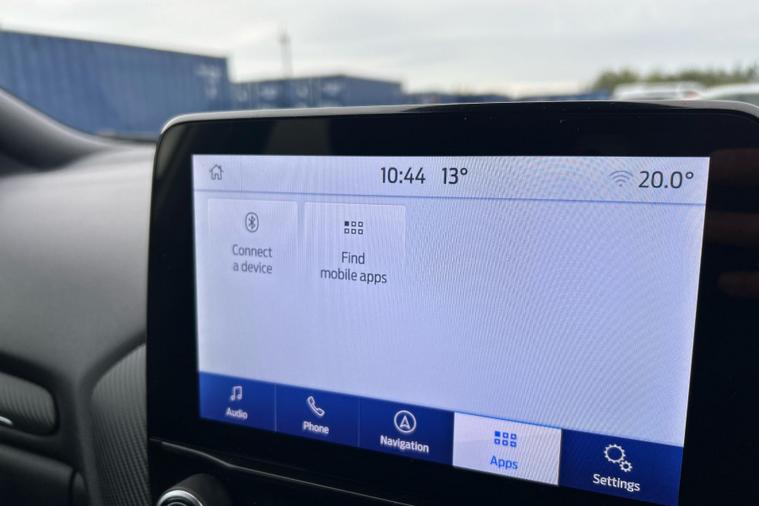 10:44 13° 20.0°
Connect
a device
Find
mobile apps
Audio
Phone
Navigation
Apps
Settings